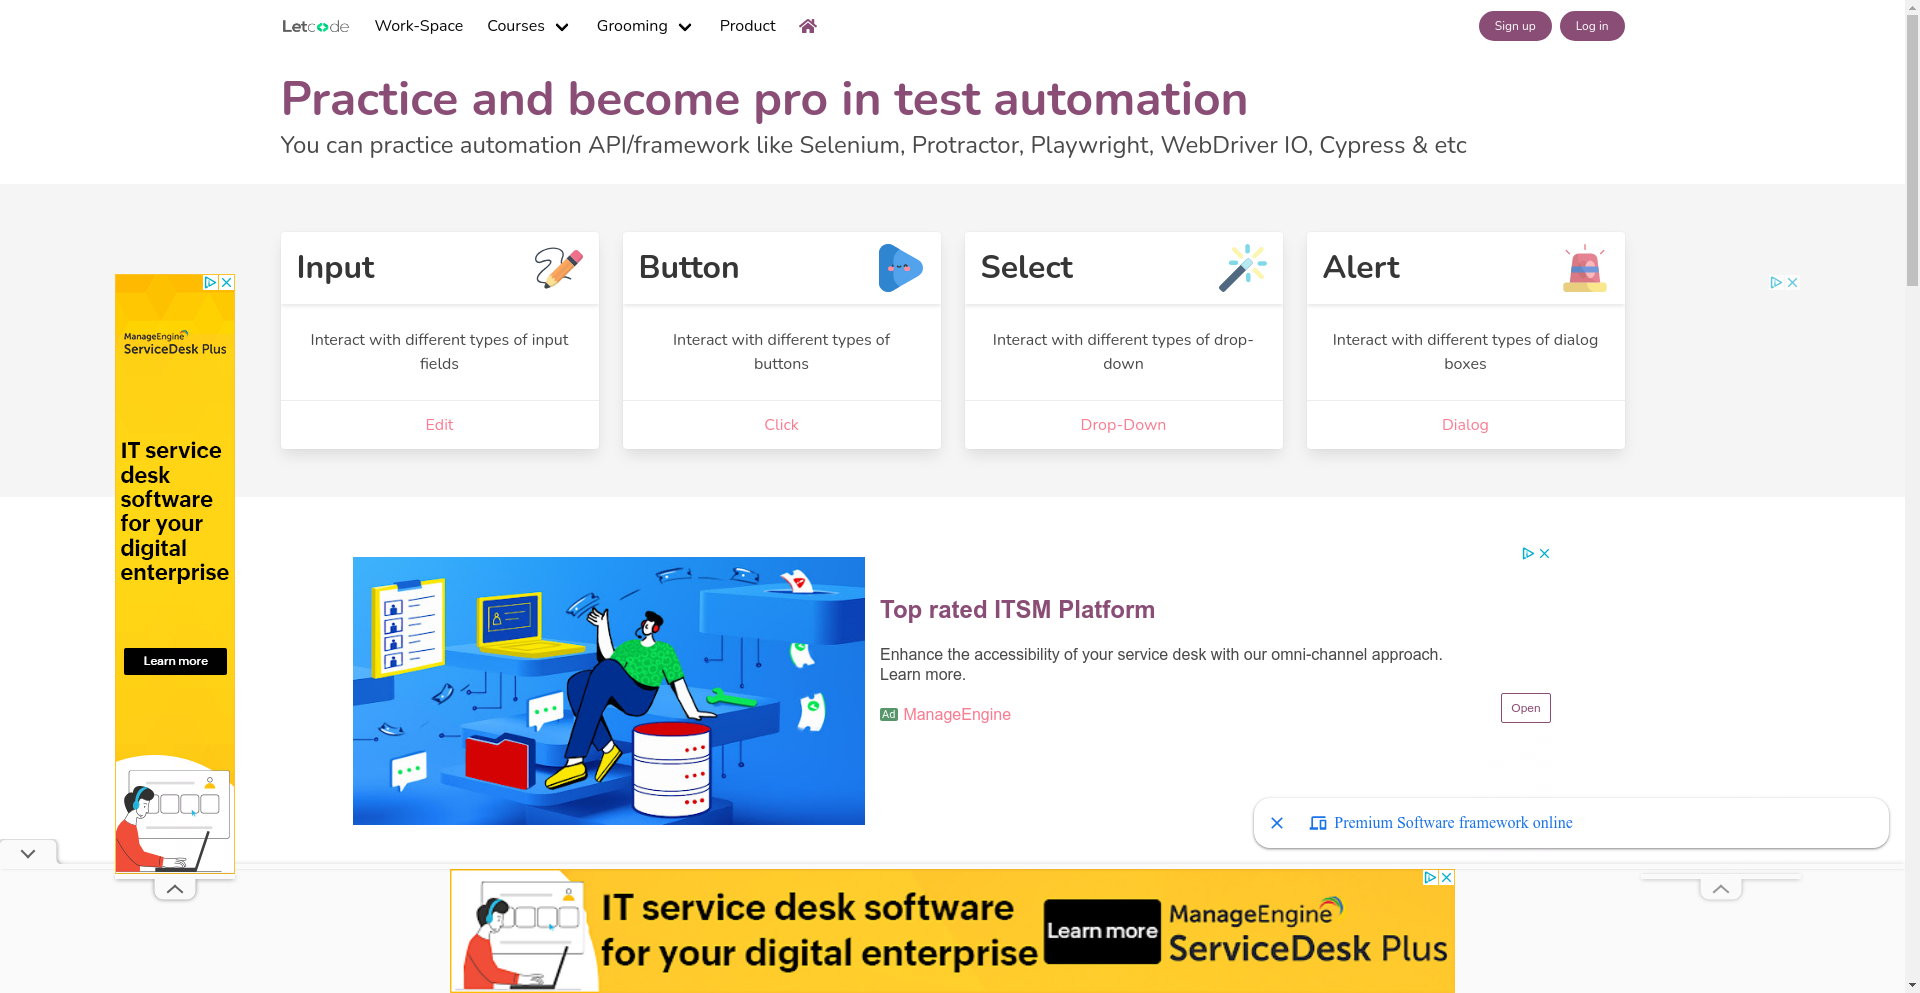 Letcode Work-Space Courses Grooming Product Sign up Log in
Practice and become pro in test automation
You can practice automation API/framework like Selenium, Protractor, Playwright, WebDriver IO, Cypress & etc
Input
Interact with different types of input
fields
Edit
Button
Interact with different types of
buttons
Click
Select
Interact with different types of drop-
down
Drop-Down
Alert
Interact with different types of dialog
boxes
Dialog
ManageEngine
ServiceDesk Plus
IT service
desk
software
for your
digital
enterprise
Learn more
Top rated ITSM Platform
Enhance the accessibility of your service desk with our omni-channel approach.
Learn more.
Ad ManageEngine
Open
Premium Software framework online
IT service desk software
for your digital enterprise
Learn more
ManageEngine
ServiceDesk Plus